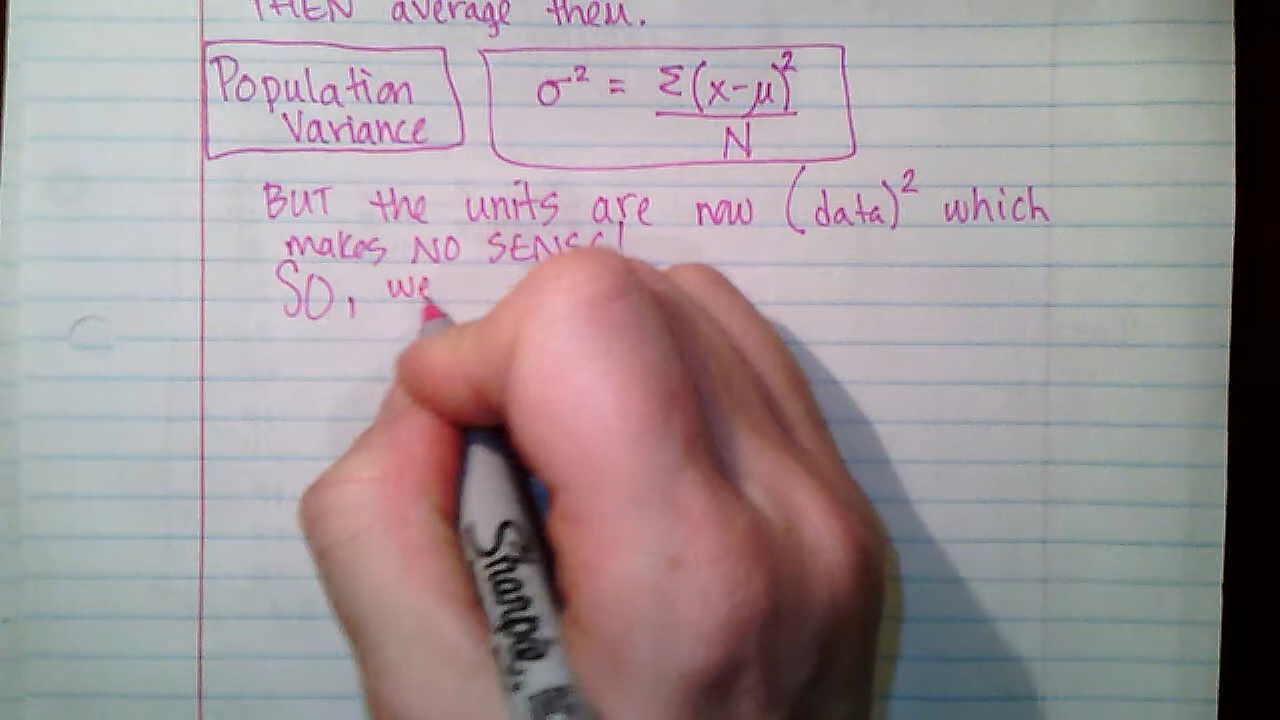 THEN average them.
Population
Variance
σ² = Σ(x-μ)² / N
BUT the units are now (data)² which
makes NO SENSE!
SO, we
Sharpie